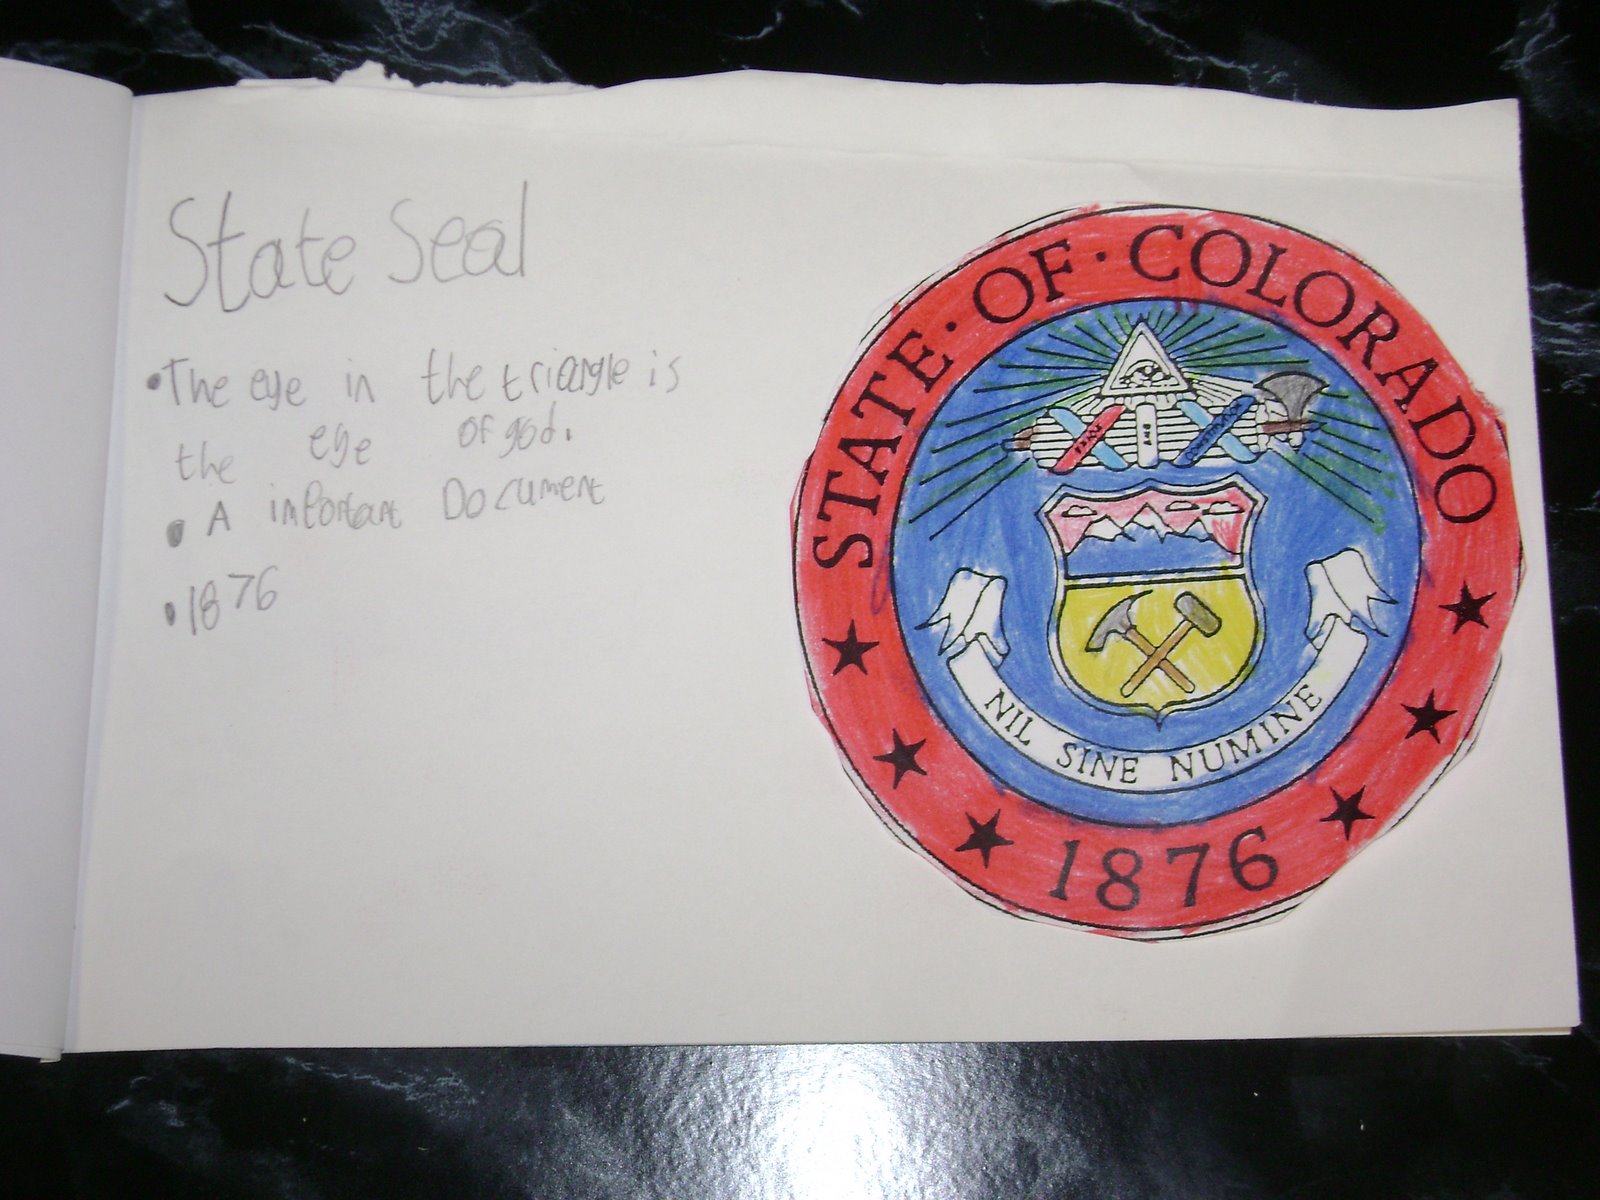 State Seal
•The eye in the triangle is
the eye of god.
• A important Document
• 1876
STATE·OF·COLORADO
NIL SINE NUMINE
1876